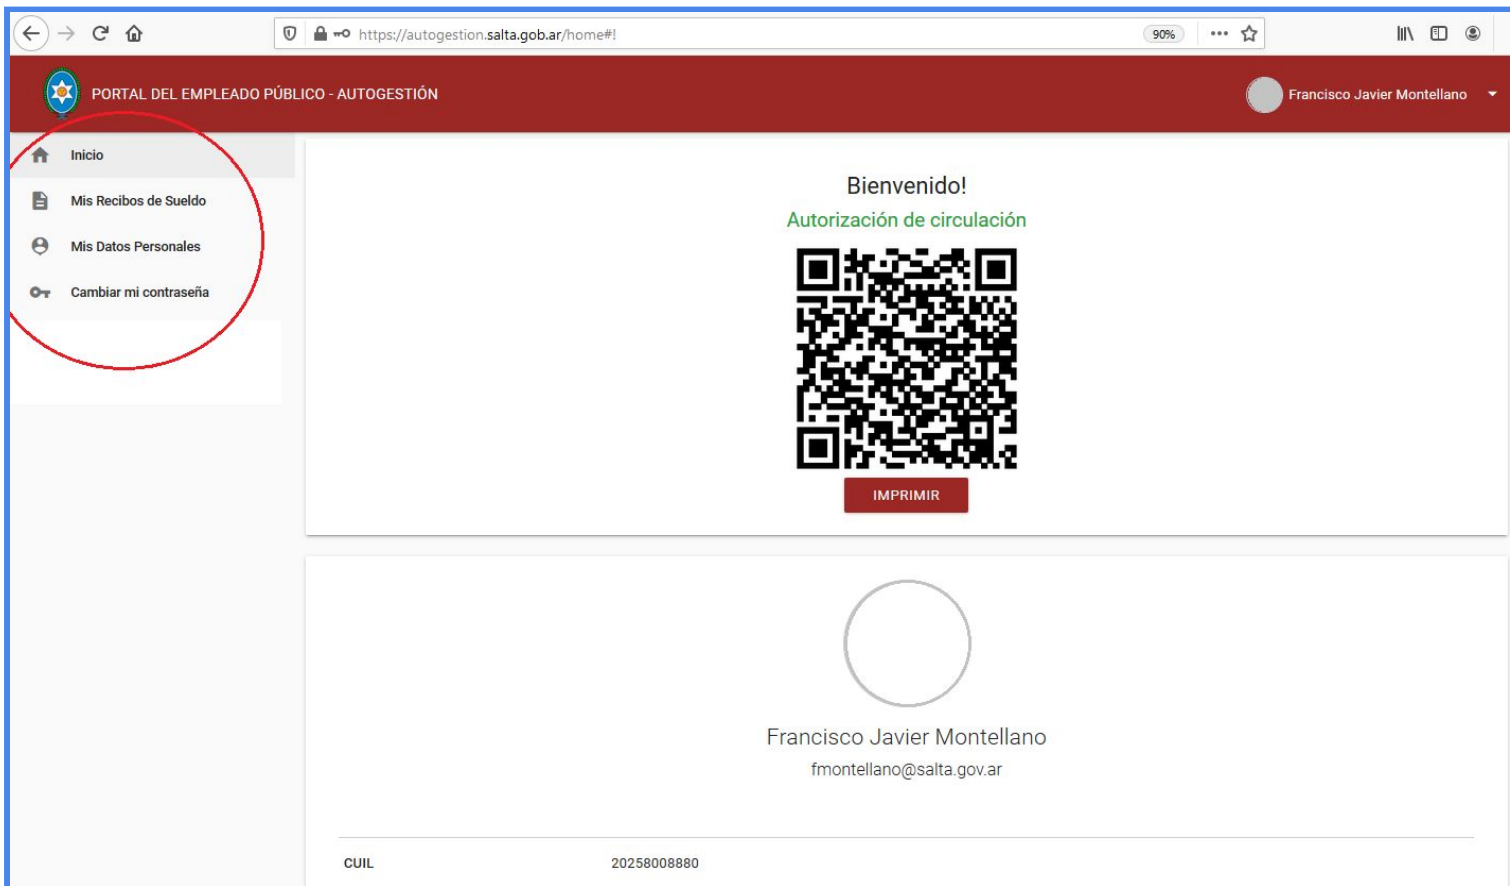 https://autogestion.salta.gob.ar/home#!
90%
PORTAL DEL EMPLEADO PÚBLICO - AUTOGESTIÓN
Francisco Javier Montellano
Inicio
Mis Recibos de Sueldo
Mis Datos Personales
Cambiar mi contraseña
Bienvenido!
Autorización de circulación
IMPRIMIR
Francisco Javier Montellano
fmontellano@salta.gov.ar
CUIL 20258008880